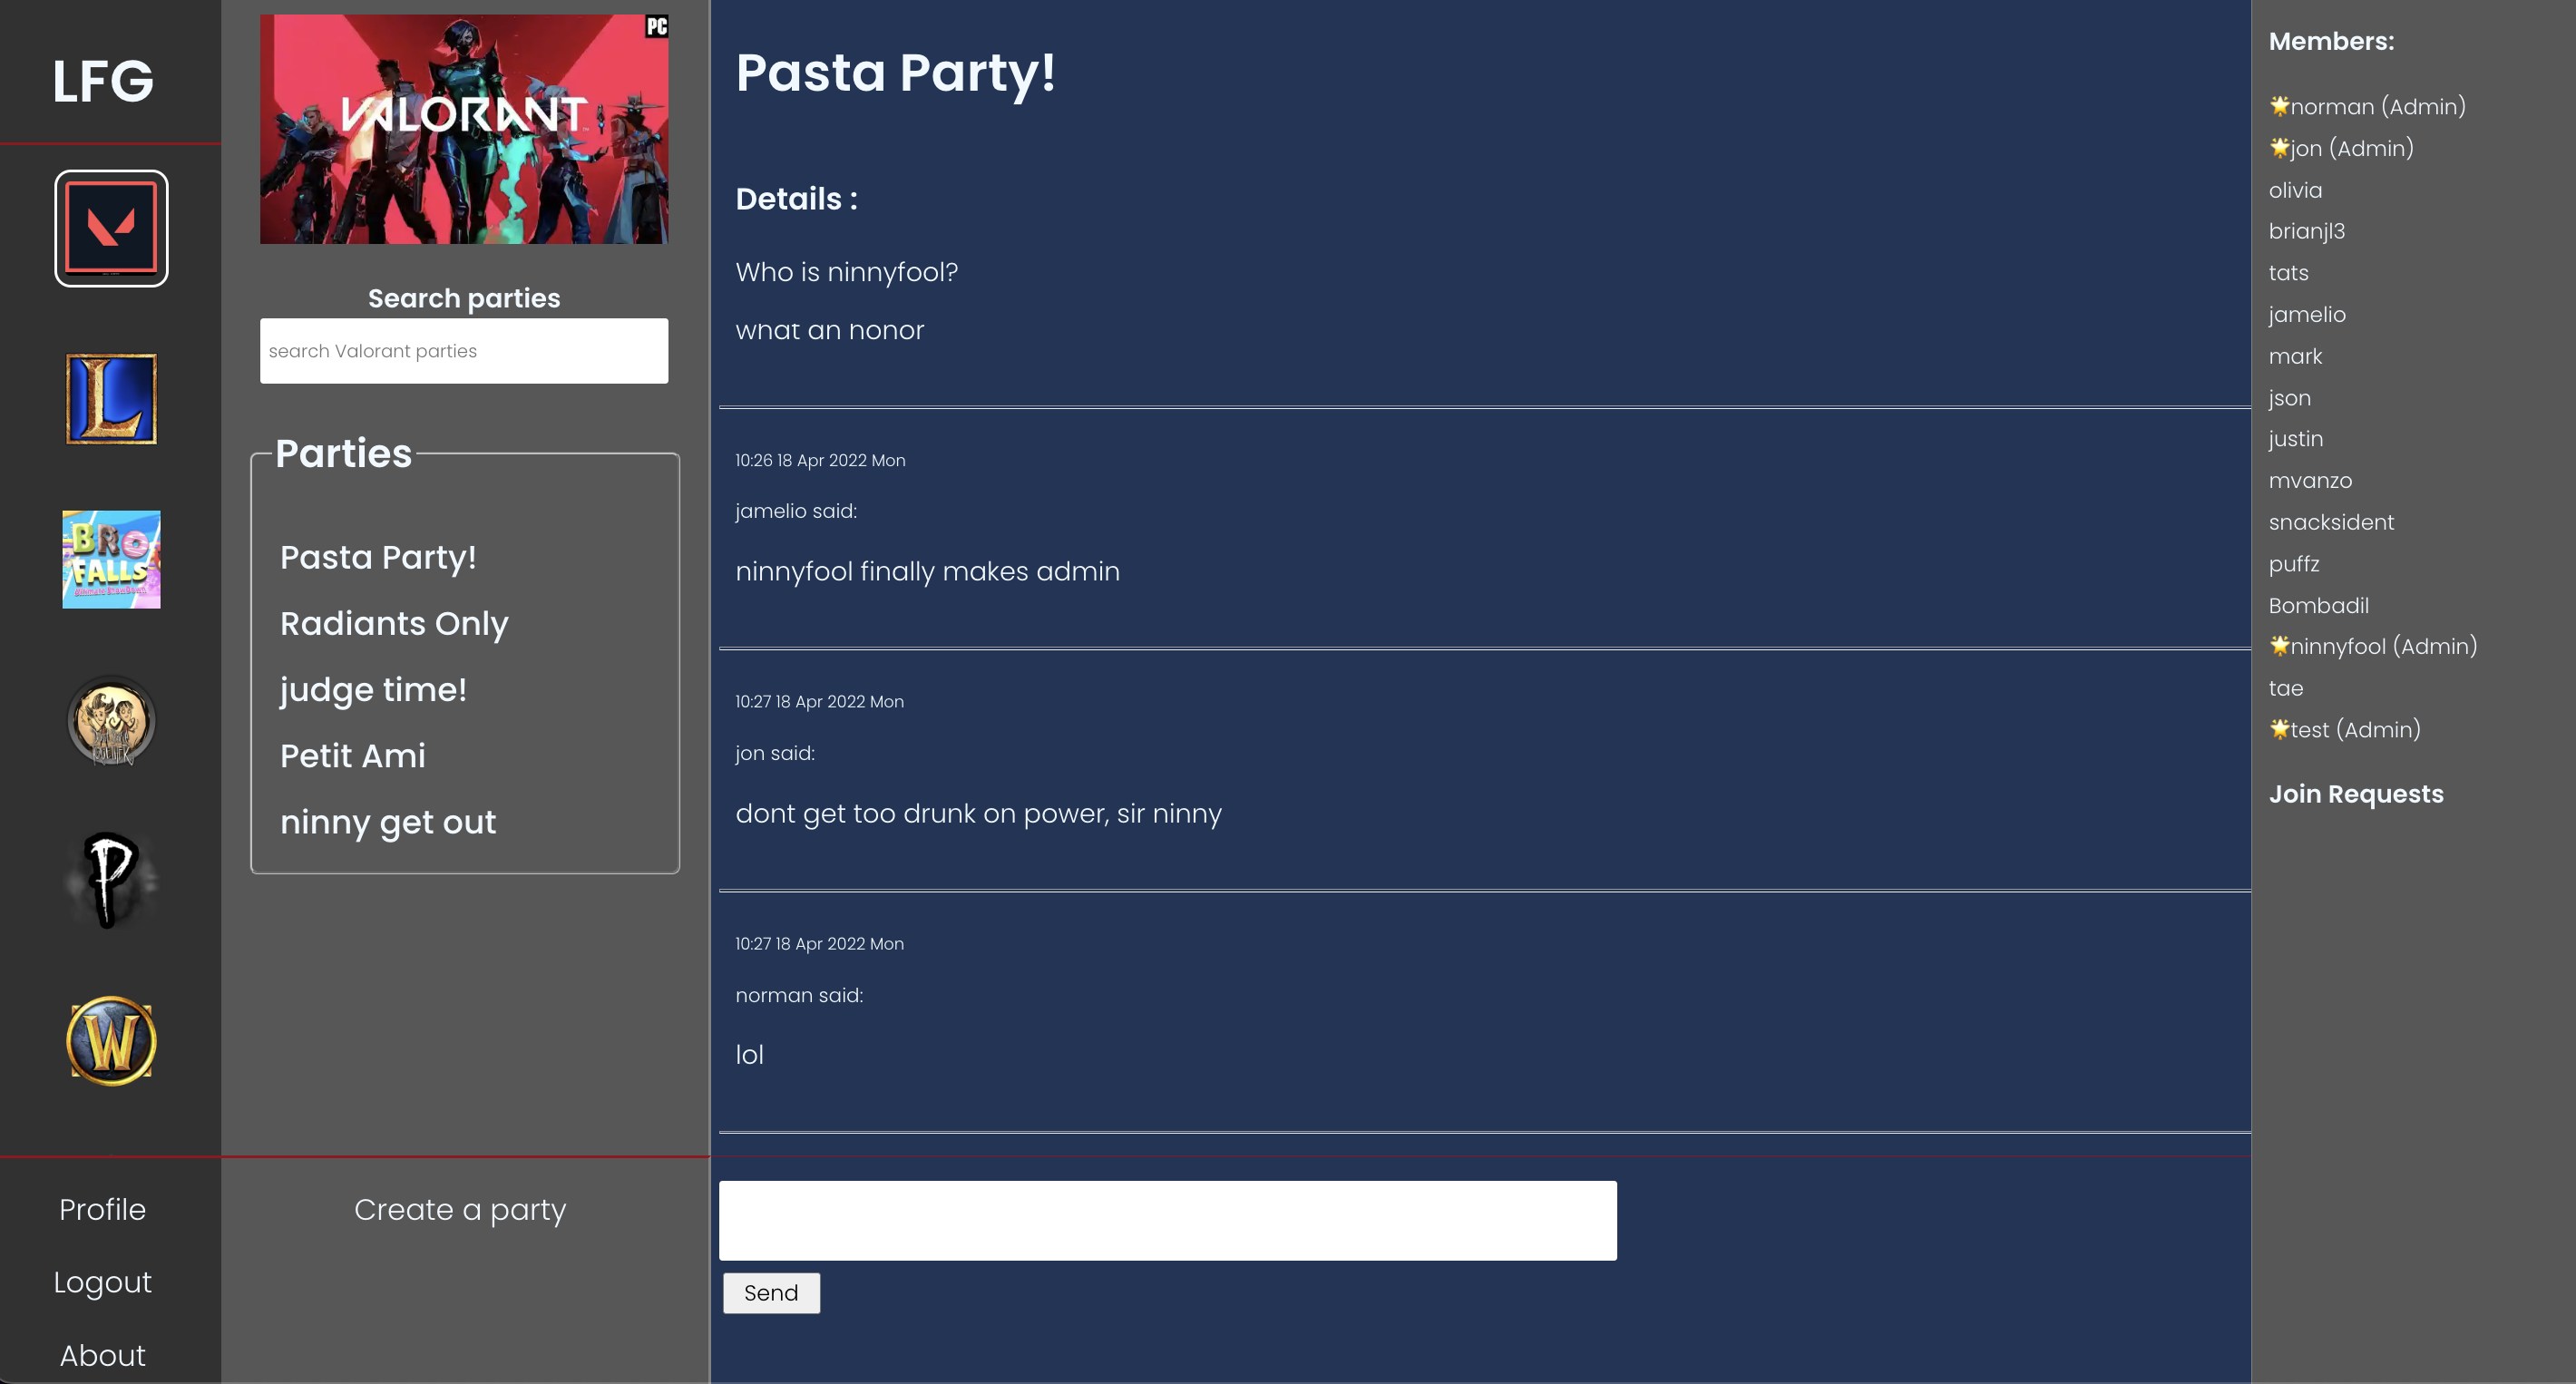 LFG
BRO
FALLS
Profile
Logout
About
PC
VALORANT
Search parties
search Valorant parties
Parties
Pasta Party!
Radiants Only
judge time!
Petit Ami
ninny get out
Create a party
Pasta Party!
Details :
Who is ninnyfool?
what an honor
10:26 18 Apr 2022 Mon
jamelio said:
ninnyfool finally makes admin
10:27 18 Apr 2022 Mon
jon said:
dont get too drunk on power, sir ninny
10:27 18 Apr 2022 Mon
norman said:
lol
Send
Members:
🌟norman (Admin)
🌟jon (Admin)
olivia
brianjl3
tats
jamelio
mark
json
justin
mvanzo
snacksident
puffz
Bombadil
🌟ninnyfool (Admin)
tae
🌟test (Admin)
Join Requests